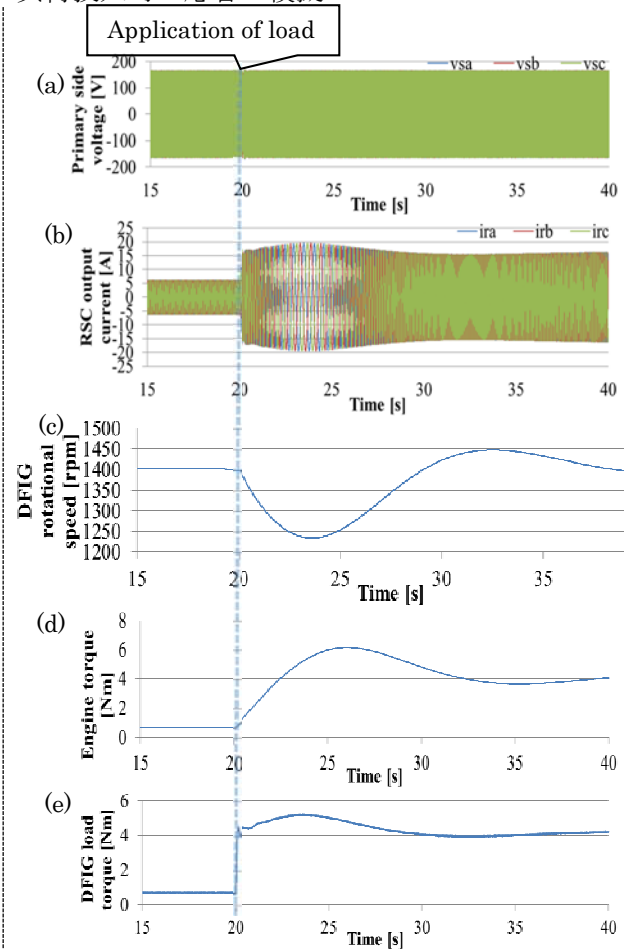 Application of load
(a)
Primary side
voltage [V]
200
100
0
-100
-200
vsa vsb vsc
15 20 25 30 35 40
Time [s]
(b)
RSC output
current [A]
25
20
15
10
5
0
-5
-10
-15
-20
-25
ira irb irc
15 20 25 30 35 40
Time [s]
(c)
DFIG
rotational
speed [rpm]
1500
1450
1400
1350
1300
1250
1200
15 20 25 30 35
Time [s]
(d)
Engine torque
[Nm]
8
6
4
2
0
15 20 25 30 35 40
Time [s]
(e)
DFIG load
torque [Nm]
6
4
2
0
15 20 25 30 35 40
Time [s]